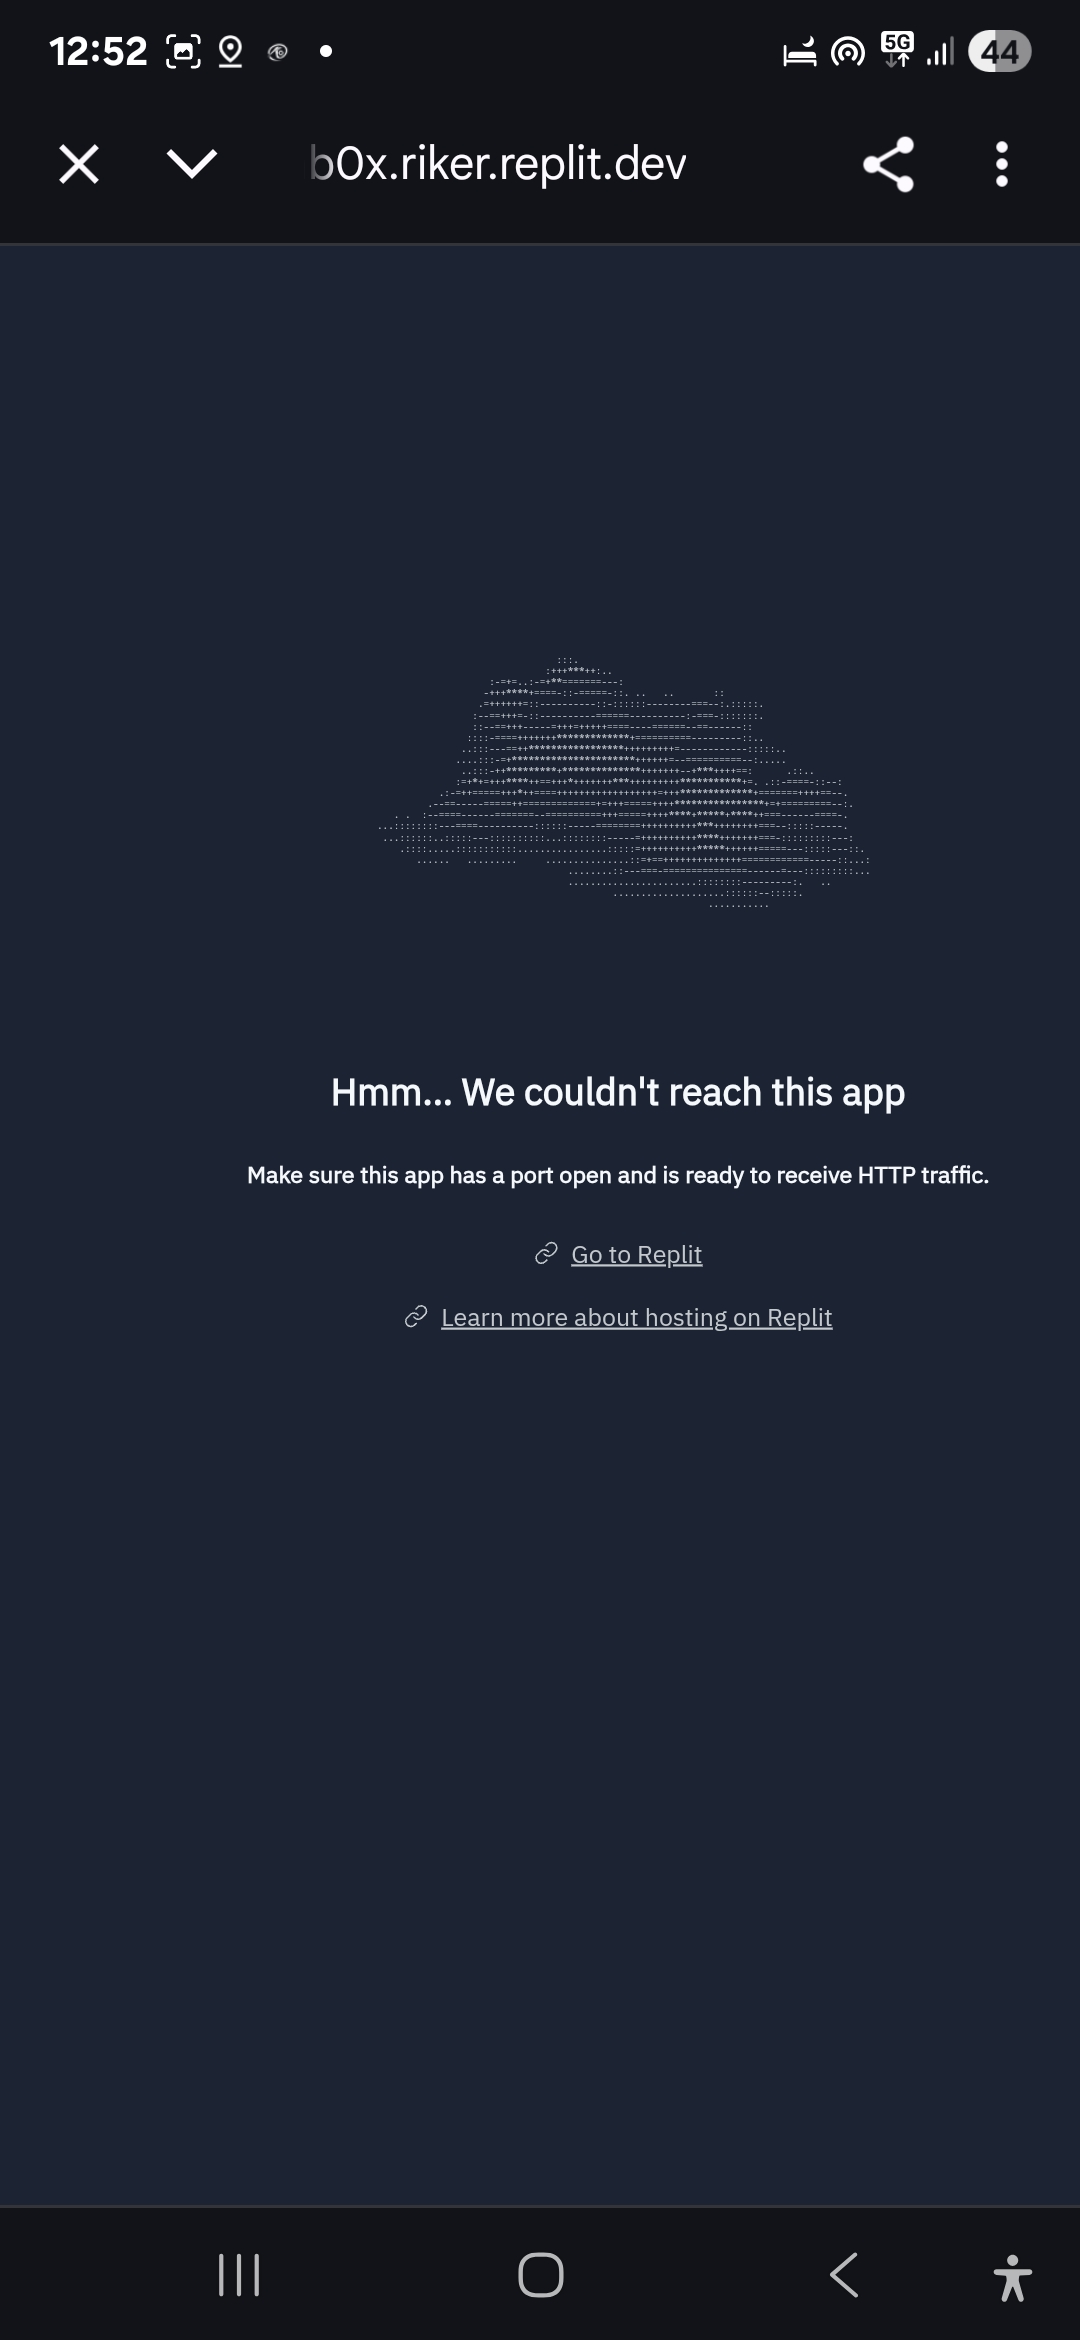 12:52
5G
44
b0x.riker.replit.dev
Hmm... We couldn't reach this app
Make sure this app has a port open and is ready to receive HTTP traffic.
Go to Replit
Learn more about hosting on Replit